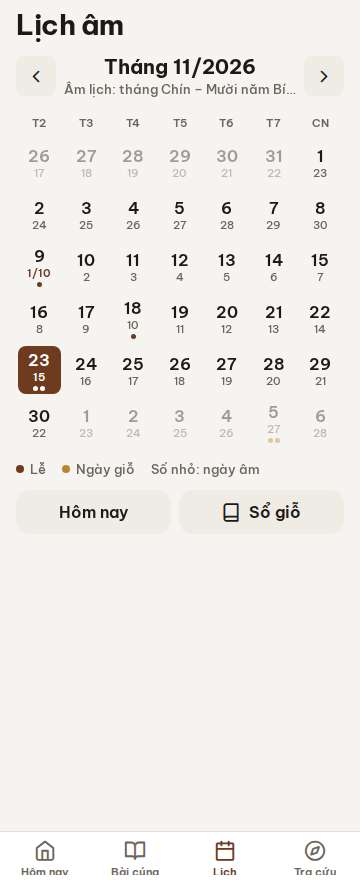 Lịch âm
Tháng 11/2026
Âm lịch: tháng Chín – Mười năm Bí...
T2 T3 T4 T5 T6 T7 CN
26 27 28 29 30 31 1
17 18 19 20 21 22 23
2 3 4 5 6 7 8
24 25 26 27 28 29 30
9 10 11 12 13 14 15
1/10 2 3 4 5 6 7
16 17 18 19 20 21 22
8 9 10 11 12 13 14
23 24 25 26 27 28 29
15 16 17 18 19 20 21
30 1 2 3 4 5 6
22 23 24 25 26 27 28
Lễ Ngày giỗ Số nhỏ: ngày âm
Hôm nay Sổ giỗ
Hôm nay Bài cúng Lịch Tra cứu